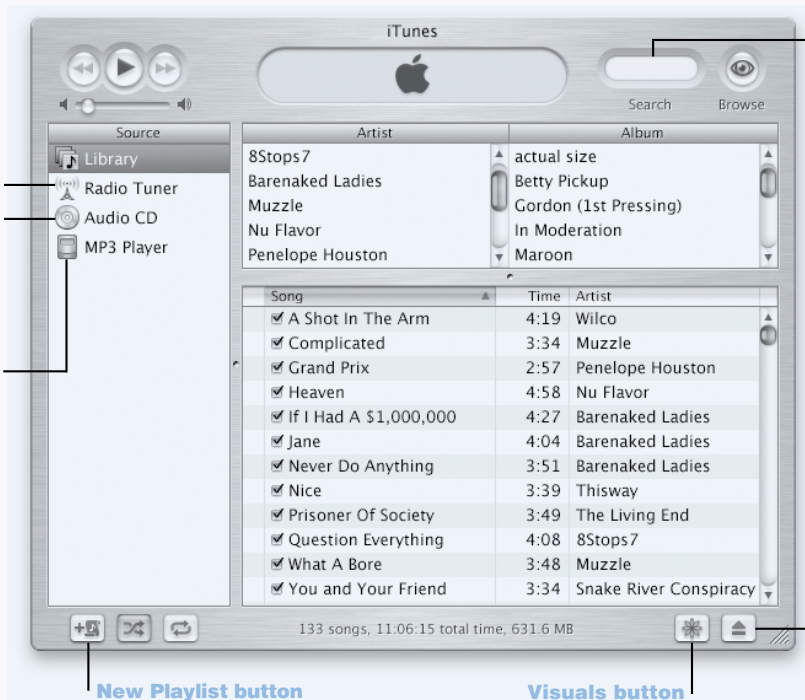 iTunes
Search Browse
Source
Library
Radio Tuner
Audio CD
MP3 Player
Artist Album
8Stops7 actual size
Barenaked Ladies Betty Pickup
Muzzle Gordon (1st Pressing)
Nu Flavor In Moderation
Penelope Houston Maroon
Song Time Artist
A Shot In The Arm 4:19 Wilco
Complicated 3:34 Muzzle
Grand Prix 2:57 Penelope Houston
Heaven 4:58 Nu Flavor
If I Had A $1,000,000 4:27 Barenaked Ladies
Jane 4:04 Barenaked Ladies
Never Do Anything 3:51 Barenaked Ladies
Nice 3:39 Thisway
Prisoner Of Society 3:49 The Living End
Question Everything 4:08 8Stops7
What A Bore 3:48 Muzzle
You and Your Friend 3:34 Snake River Conspiracy
133 songs, 11:06:15 total time, 631.6 MB
New Playlist button Visuals button